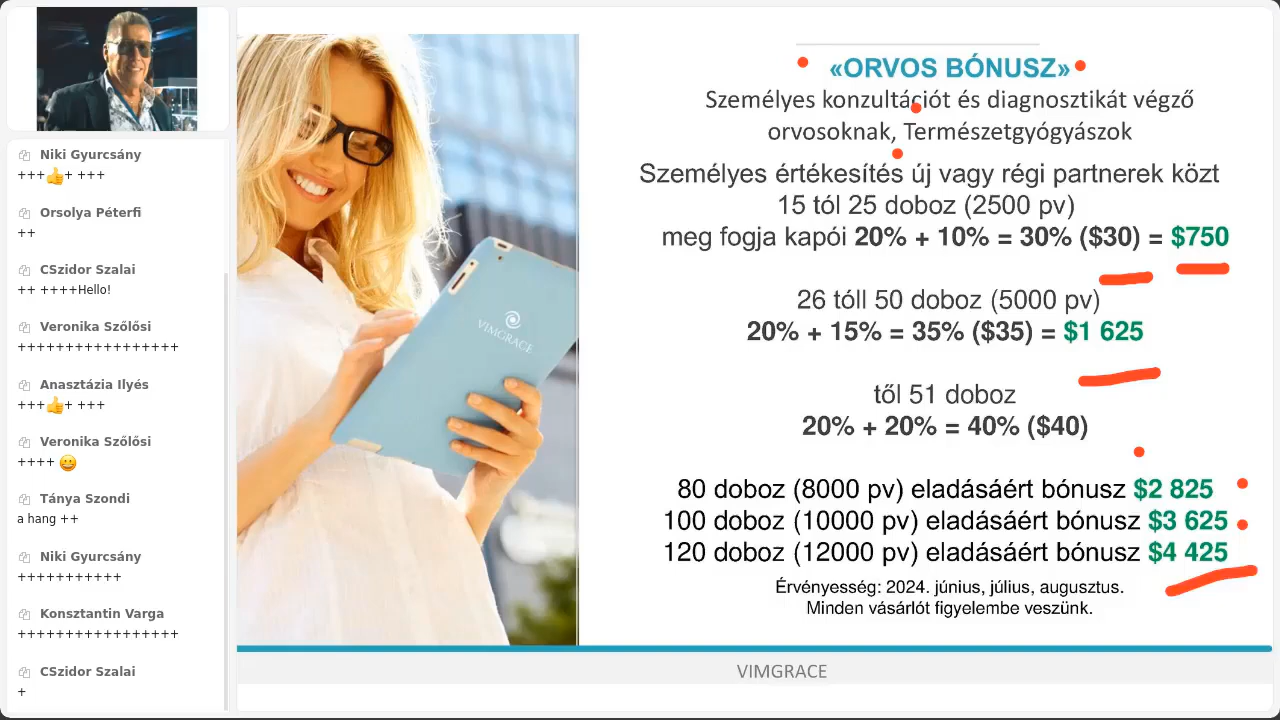 Niki Gyurcsány
+++👍+ +++
Orsolya Péterfi
++
CSzidor Szalai
++ ++++Hello!
Veronika Szőlősi
+++++++++++++++++
Anasztázia Ilyés
+++👍+ +++
Veronika Szőlősi
++++ 😀
Tánya Szondi
a hang ++
Niki Gyurcsány
+++++++++++
Konsztantin Varga
+++++++++++++++++
CSzidor Szalai
+
VIMGRACE
«ORVOS BÓNUSZ»
Személyes konzultációt és diagnosztikát végző
orvosoknak, Természetgyógyászok
Személyes értékesítés új vagy régi partnerek közt
15 tól 25 doboz (2500 pv)
meg fogja kapói 20% + 10% = 30% ($30) = $750
26 tóll 50 doboz (5000 pv)
20% + 15% = 35% ($35) = $1 625
től 51 doboz
20% + 20% = 40% ($40)
80 doboz (8000 pv) eladásáért bónusz $2 825
100 doboz (10000 pv) eladásáért bónusz $3 625
120 doboz (12000 pv) eladásáért bónusz $4 425
Érvényesség: 2024. június, július, augusztus.
Minden vásárlót figyelembe veszünk.
VIMGRACE